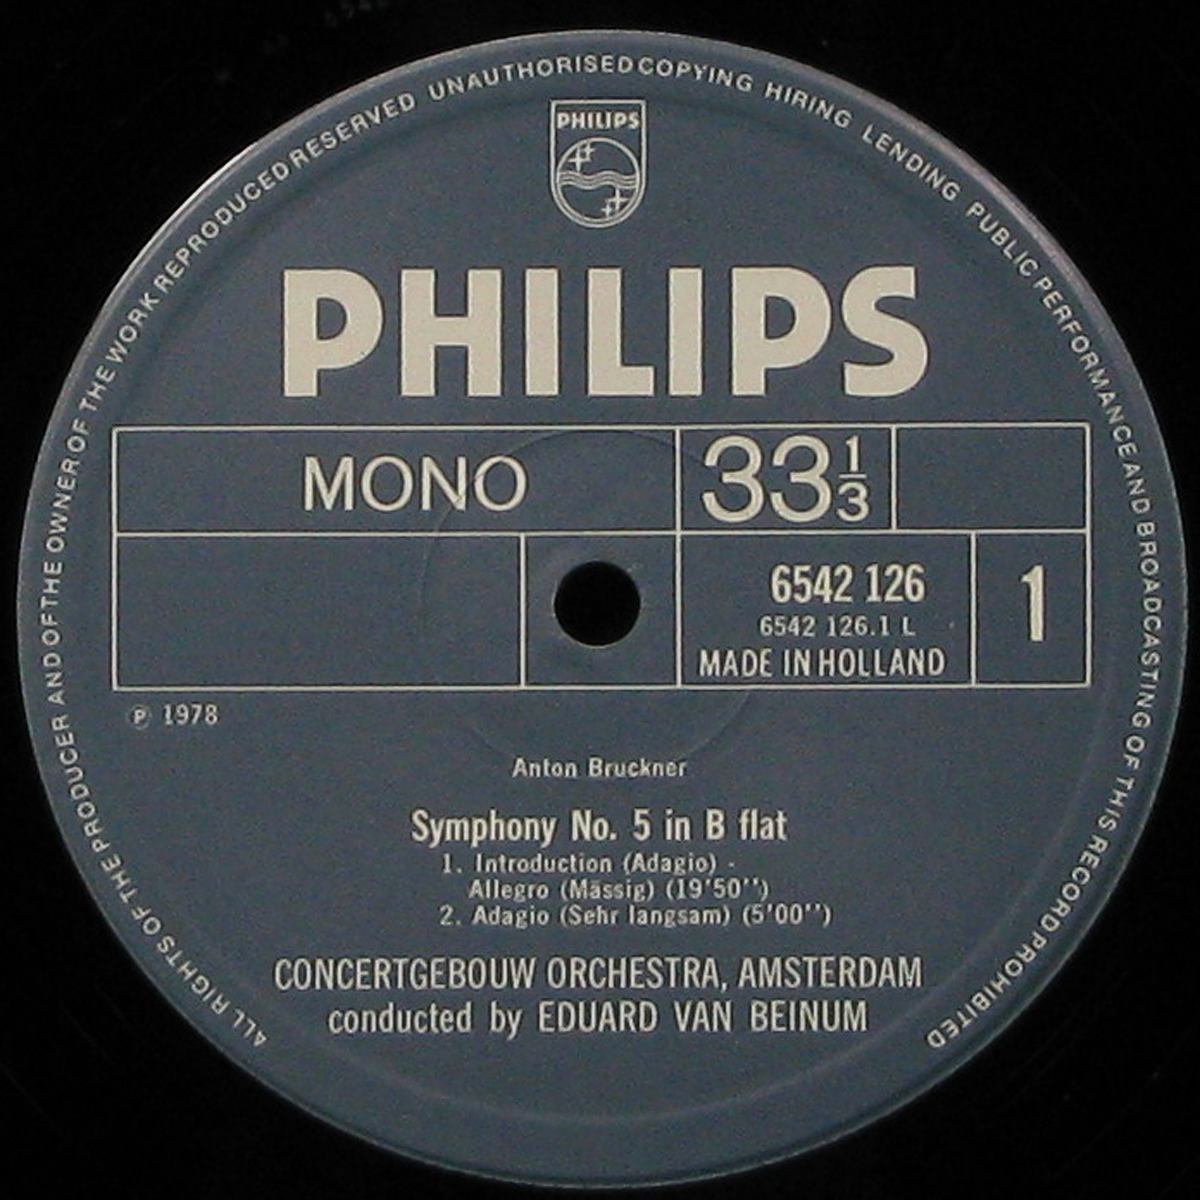 ALL RIGHTS OF THE PRODUCER AND OF THE OWNER OF THE WORK REPRODUCED RESERVED UNAUTHORISED COPYING HIRING LENDING PUBLIC PERFORMANCE AND BROADCASTING OF THIS RECORD PROHIBITED
PHILIPS
PHILIPS
MONO
33 1/3
6542 126
6542 126.1 L
MADE IN HOLLAND
1
℗ 1978
Anton Bruckner
Symphony No. 5 in B flat
1. Introduction (Adagio) -
Allegro (Mässig) (19'50'')
2. Adagio (Sehr langsam) (5'00'')
CONCERTGEBOUW ORCHESTRA, AMSTERDAM
conducted by EDUARD VAN BEINUM